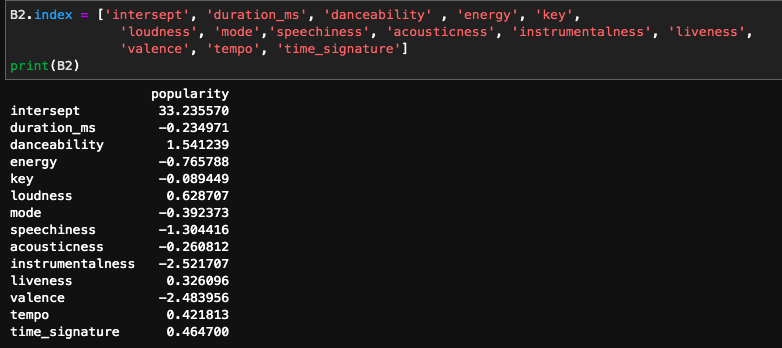 B2.index = ['intersept', 'duration_ms', 'danceability' , 'energy', 'key',
'loudness', 'mode','speechiness', 'acousticness', 'instrumentalness', 'liveness',
'valence', 'tempo', 'time_signature']
print(B2)
popularity
intersept 33.235570
duration_ms -0.234971
danceability 1.541239
energy -0.765788
key -0.089449
loudness 0.628707
mode -0.392373
speechiness -1.304416
acousticness -0.260812
instrumentalness -2.521707
liveness 0.326096
valence -2.483956
tempo 0.421813
time_signature 0.464700